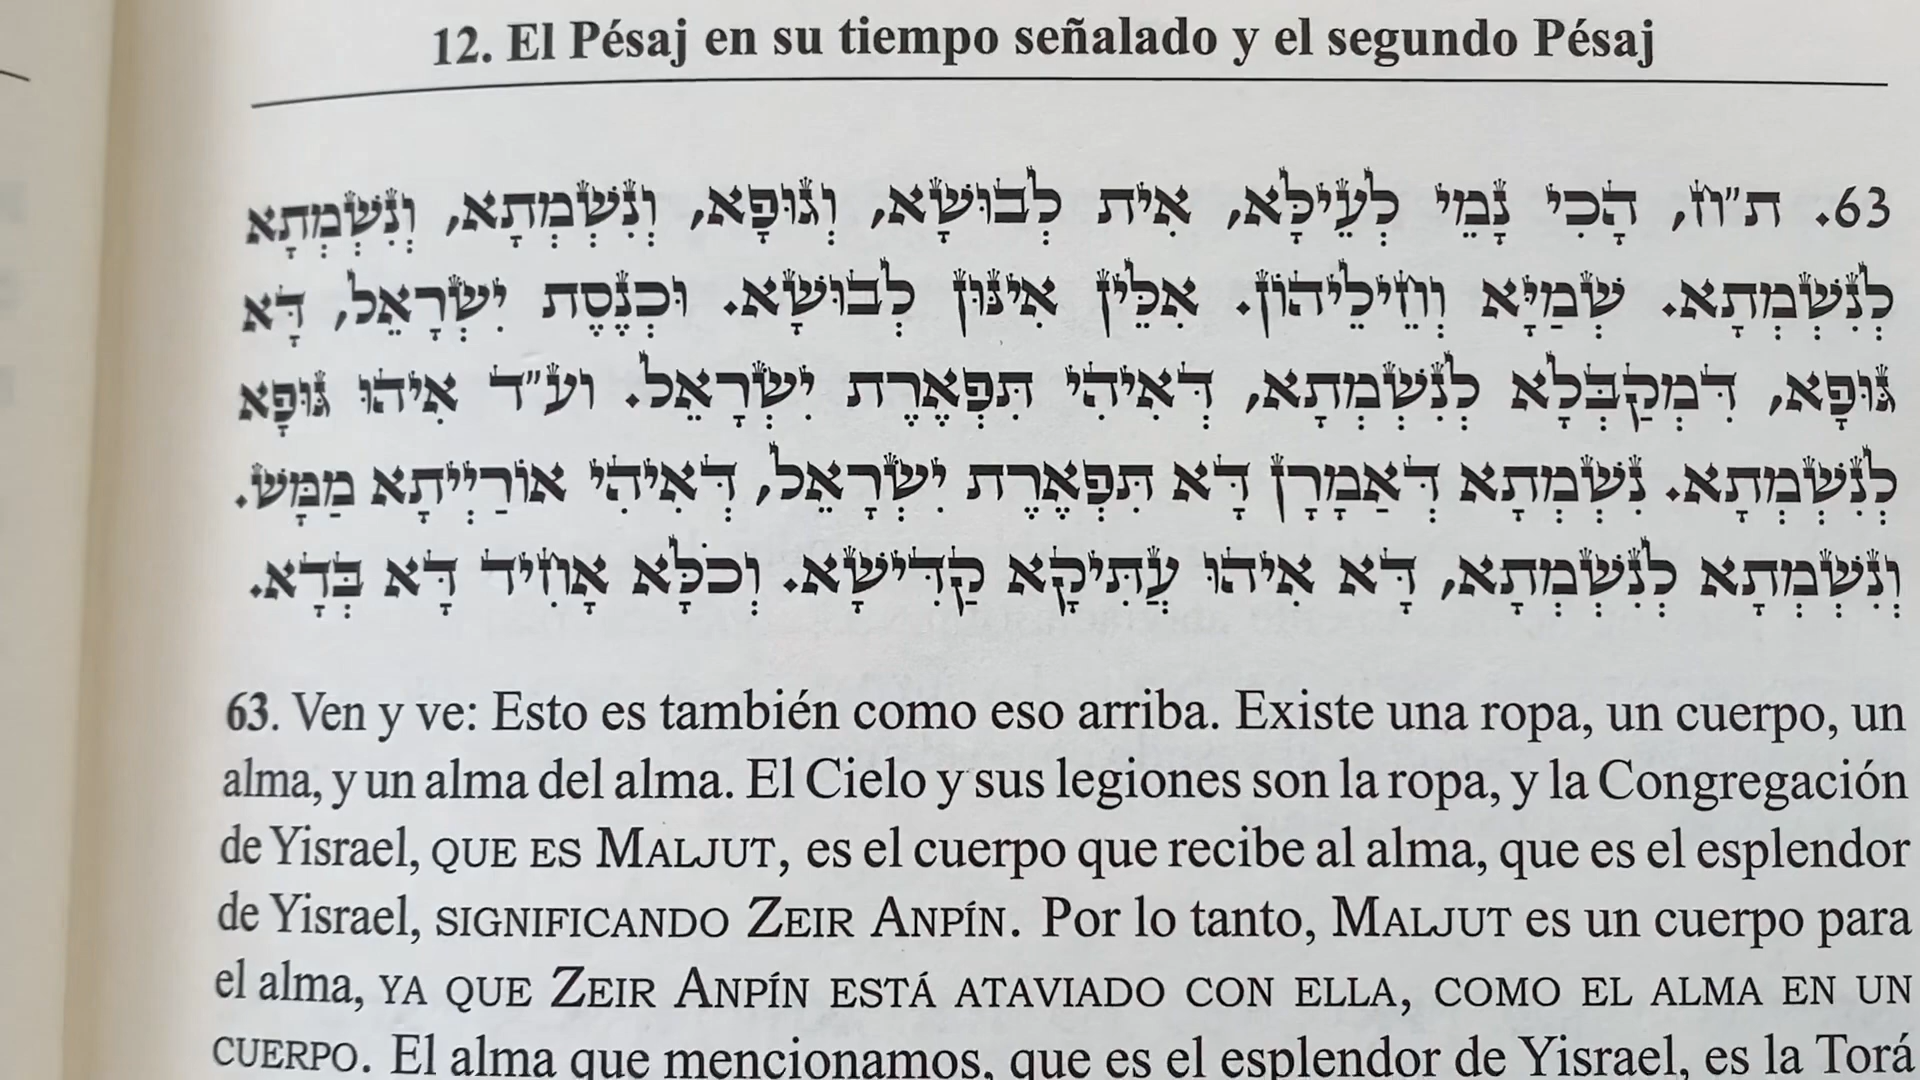 12. El Pésaj en su tiempo señalado y el segundo Pésaj
63. ת"וח, הָכִי נָמֵי לְעֵילָּא, אִית לְבוּשָׁא, וְגוּפָּא, וְנִשְׁמְתָא, וְנִשְׁמְתָא
לְנִשְׁמְתָא. שְׁמַיָּא וְחֵילֵיהוֹן. אִלֵּין אִינּוּן לְבוּשָׁא. וּכְנֶסֶת יִשְׂרָאֵל, דָּא
גּוּפָא, דִּמְקַבְּלָא לְנִשְׁמְתָא, דְּאִיהִי תִּפְאֶרֶת יִשְׂרָאֵל. וע"ד אִיהוּ גּוּפָא
לְנִשְׁמְתָא. נִשְׁמְתָא דְּאַמָרָן דָּא תִּפְאֶרֶת יִשְׂרָאֵל, דְּאִיהִי אוֹרַיְיתָא מַמָּשׁ.
וְנִשְׁמְתָא לְנִשְׁמְתָא, דָּא אִיהוּ עֲתִּיקָא קַדִּישָׁא. וְכֹלָּא אָחִיד דָּא בְּדָא.
63. Ven y ve: Esto es también como eso arriba. Existe una ropa, un cuerpo, un
alma, y un alma del alma. El Cielo y sus legiones son la ropa, y la Congregación
de Yisrael, QUE ES MALJUT, es el cuerpo que recibe al alma, que es el esplendor
de Yisrael, SIGNIFICANDO ZEIR ANPÍN. Por lo tanto, MALJUT es un cuerpo para
el alma, YA QUE ZEIR ANPÍN ESTÁ ATAVIADO CON ELLA, COMO EL ALMA EN UN
CUERPO. El alma que mencionamos, que es el esplendor de Yisrael, es la Torá